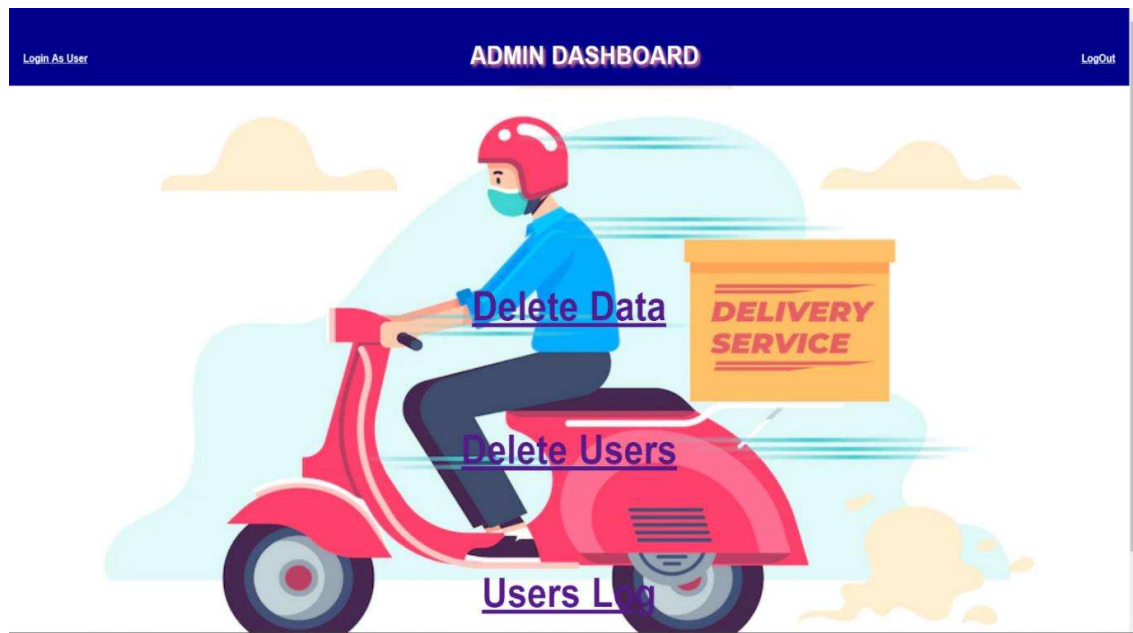 Login As User
ADMIN DASHBOARD
LogOut
Delete Data
DELIVERY
SERVICE
Delete Users
Users Log